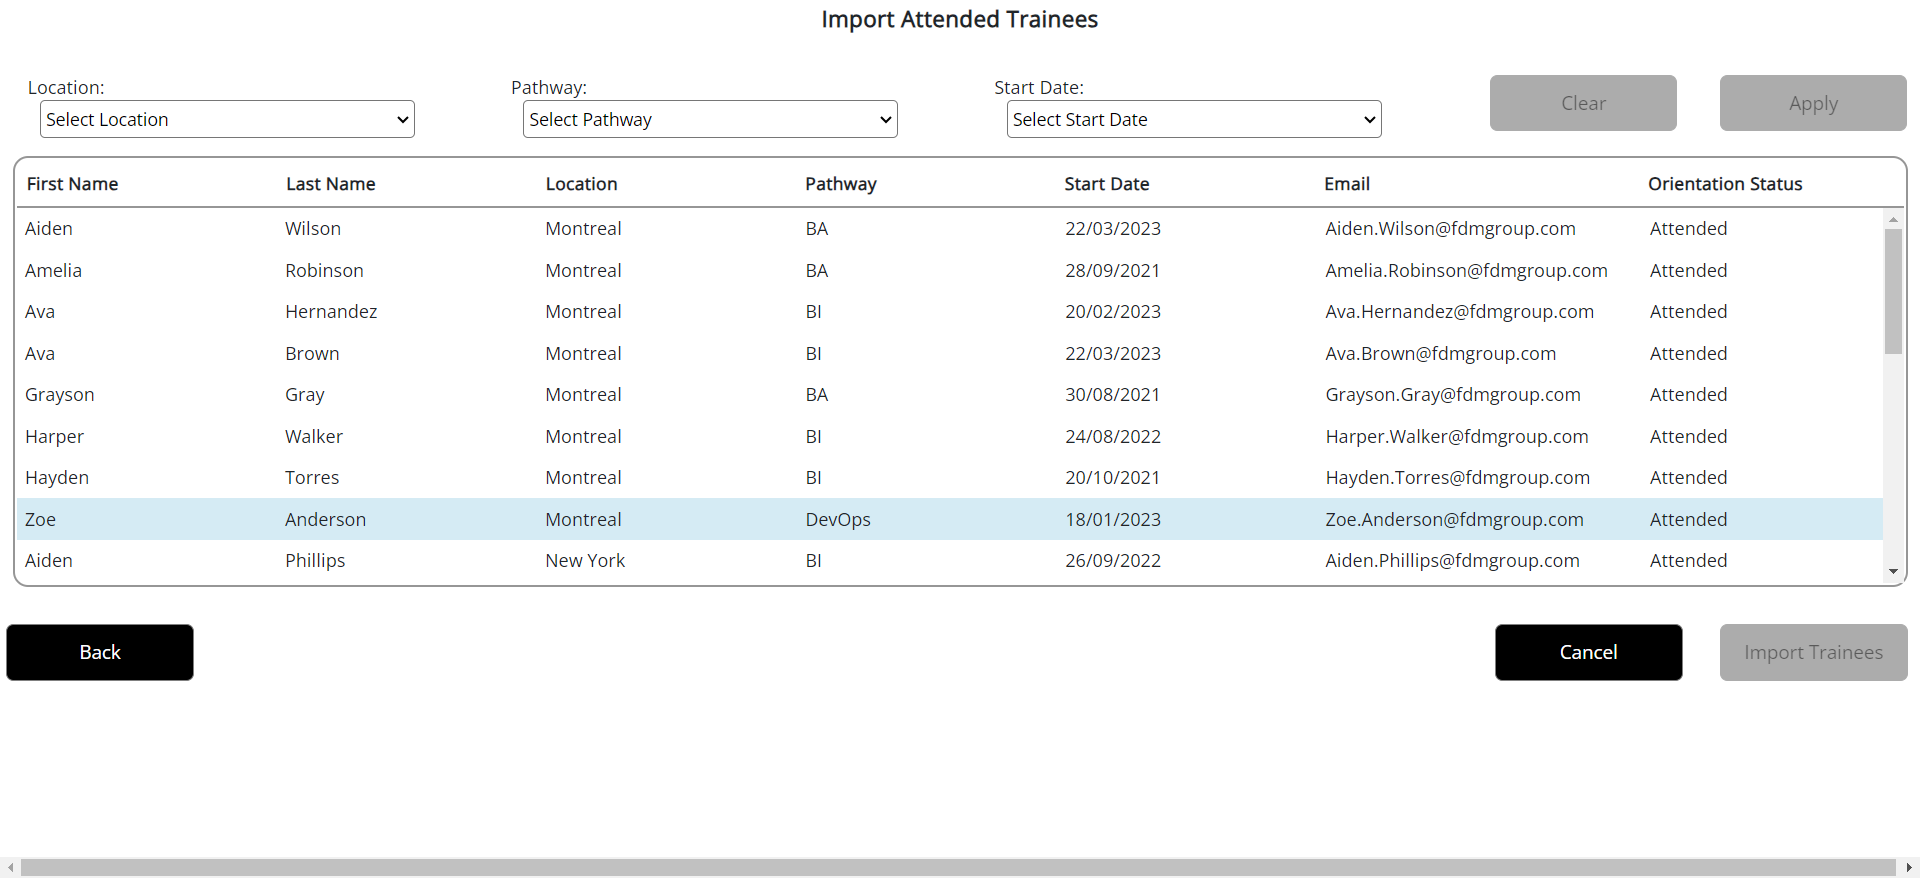 Import Attended Trainees
Location: Pathway: Start Date:
Select Location Select Pathway Select Start Date Clear Apply
First Name Last Name Location Pathway Start Date Email Orientation Status
Aiden Wilson Montreal BA 22/03/2023 Aiden.Wilson@fdmgroup.com Attended
Amelia Robinson Montreal BA 28/09/2021 Amelia.Robinson@fdmgroup.com Attended
Ava Hernandez Montreal BI 20/02/2023 Ava.Hernandez@fdmgroup.com Attended
Ava Brown Montreal BI 22/03/2023 Ava.Brown@fdmgroup.com Attended
Grayson Gray Montreal BA 30/08/2021 Grayson.Gray@fdmgroup.com Attended
Harper Walker Montreal BI 24/08/2022 Harper.Walker@fdmgroup.com Attended
Hayden Torres Montreal BI 20/10/2021 Hayden.Torres@fdmgroup.com Attended
Zoe Anderson Montreal DevOps 18/01/2023 Zoe.Anderson@fdmgroup.com Attended
Aiden Phillips New York BI 26/09/2022 Aiden.Phillips@fdmgroup.com Attended
Back Cancel Import Trainees